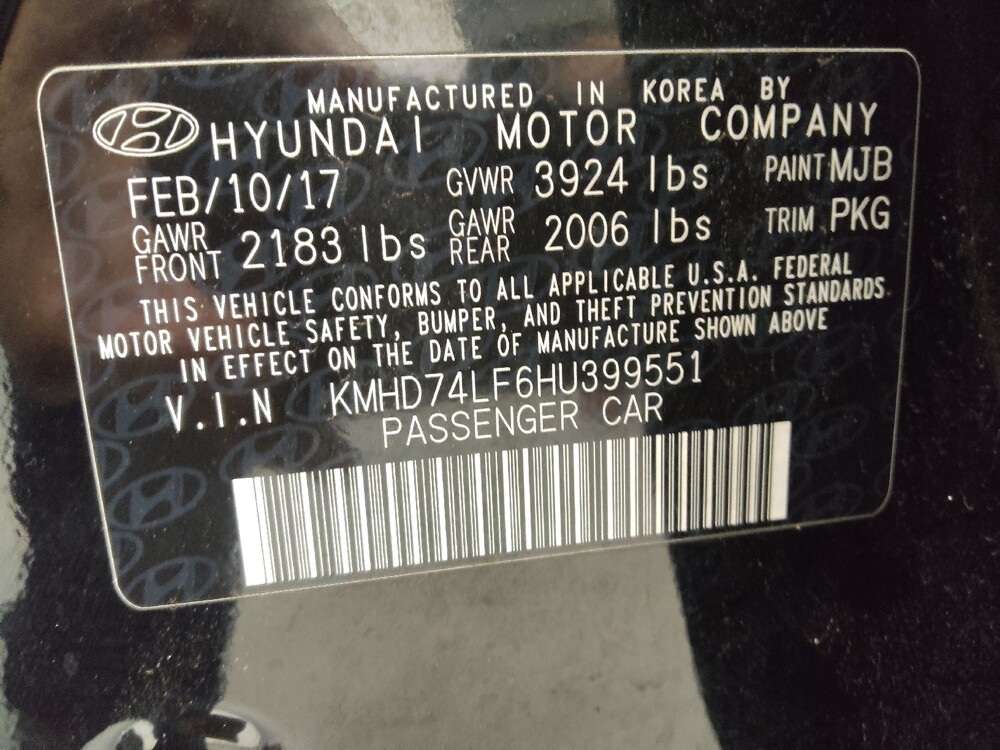 MANUFACTURED IN KOREA BY
HYUNDAI MOTOR COMPANY
FEB/10/17 GVWR 3924 lbs PAINT MJB
GAWR FRONT 2183 lbs GAWR REAR 2006 lbs TRIM PKG
THIS VEHICLE CONFORMS TO ALL APPLICABLE U.S.A. FEDERAL
MOTOR VEHICLE SAFETY, BUMPER, AND THEFT PREVENTION STANDARDS
IN EFFECT ON THE DATE OF MANUFACTURE SHOWN ABOVE
V.I.N KMHD74LF6HU399551
PASSENGER CAR